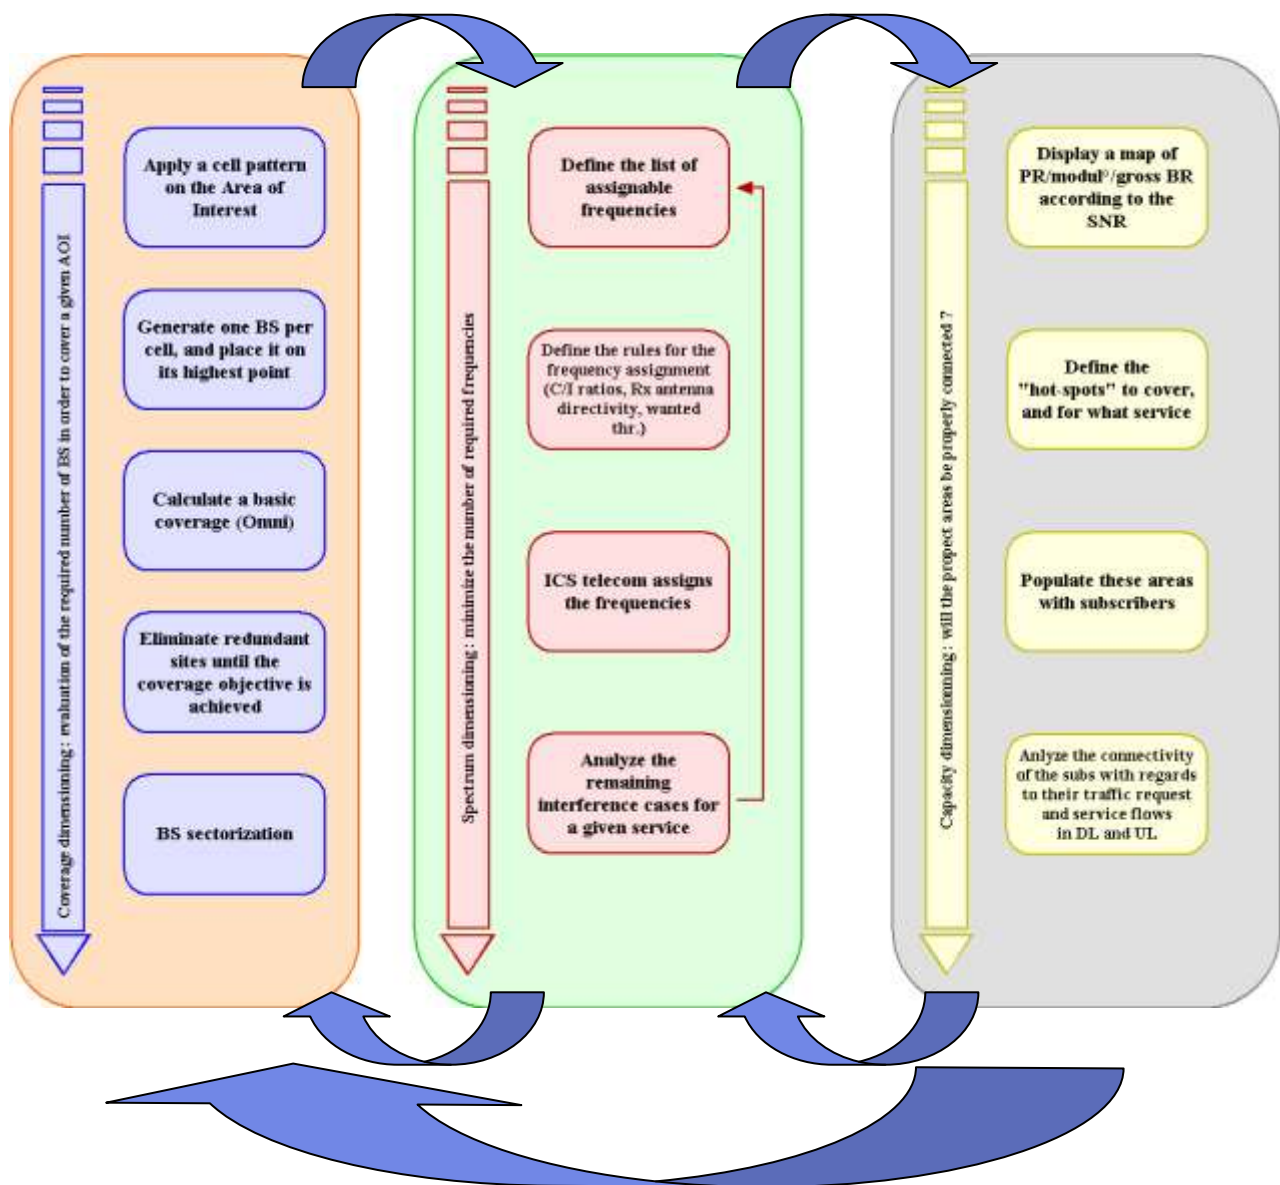 Coverage dimensionning : evaluation of the required number of BS in order to cover a given AOI
Apply a cell pattern
on the Area of
Interest
Generate one BS per
cell, and place it on
its highest point
Calculate a basic
coverage (Omni)
Eliminate redundant
sites until the
coverage objective is
achieved
BS sectorization
Spectrum dimensioning : minimize the number of required frequencies
Define the list of
assignable
frequencies
Define the rules for the
frequency assignment
(C/I ratios, Rx antenna
directivity, wanted
thr.)
ICS telecom assigns
the frequencies
Analyze the
remaining
interference cases for
a given service
Capacity dimensionning : will the propect areas be properly connected ?
Display a map of
PR/modul°/gross BR
according to the
SNR
Define the
"hot-spots" to cover,
and for what service
Populate these areas
with subscribers
Anlyze the connectivity
of the subs with regards
to their traffic request
and service flows
in DL and UL